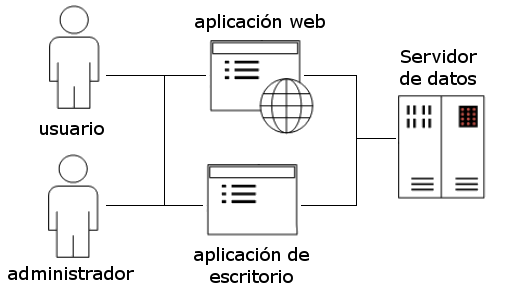 aplicación web
Servidor
de datos
usuario
aplicación de
escritorio
administrador